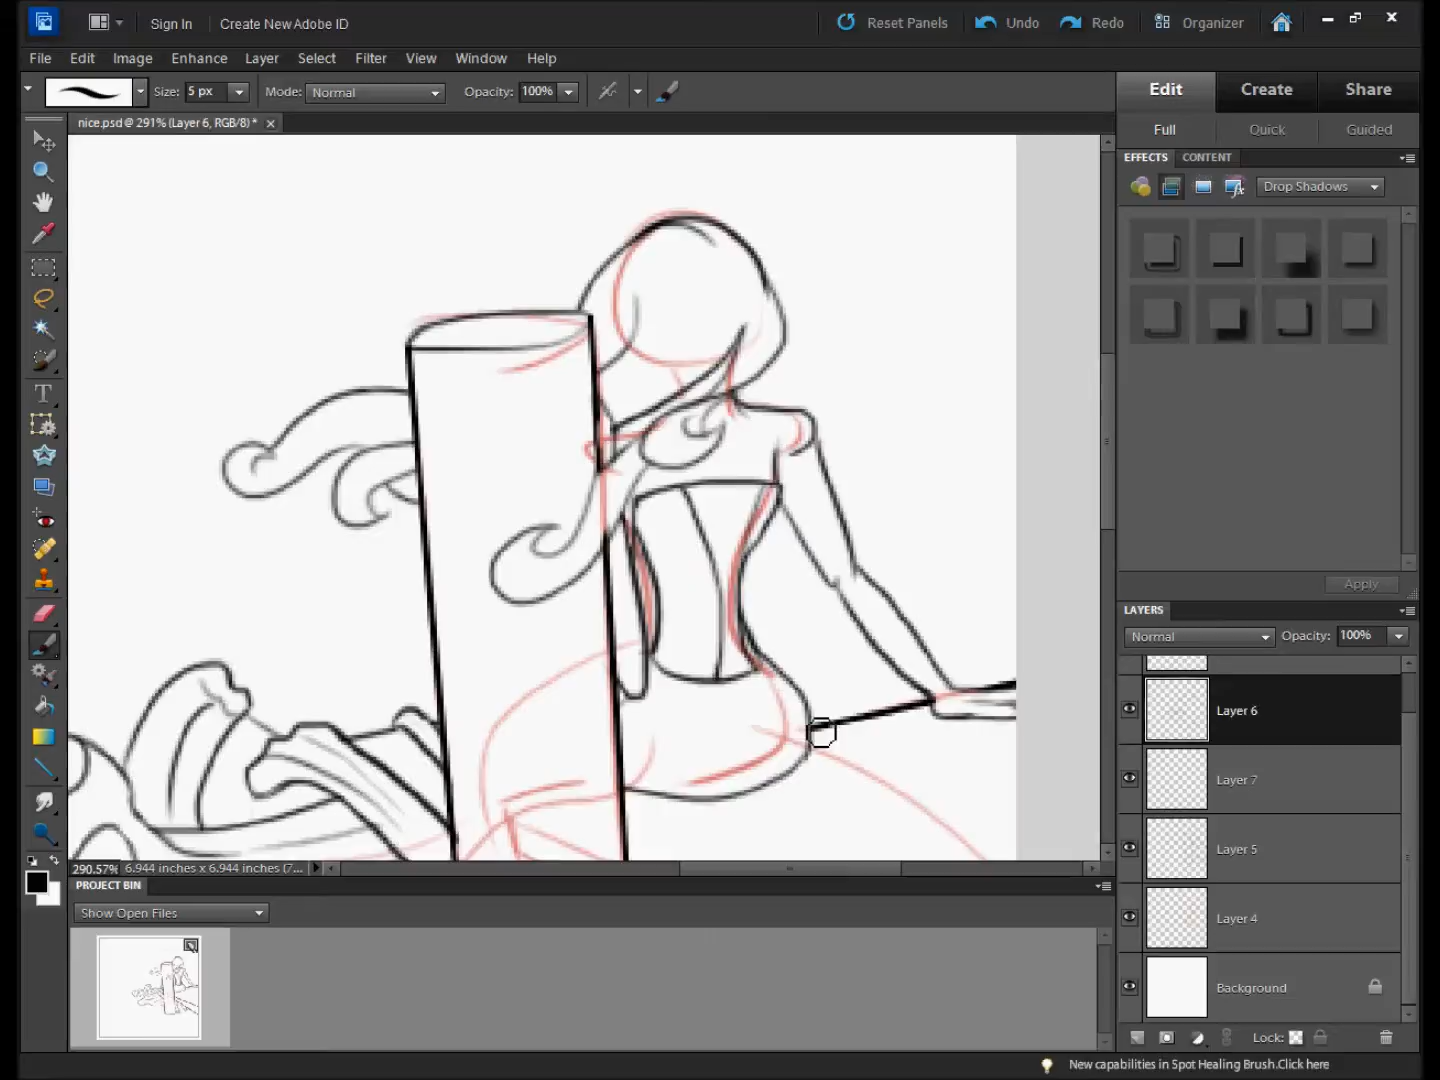 Sign In
Create New Adobe ID
Reset Panels
Undo
Redo
Organizer
File Edit Image Enhance Layer Select Filter View Window Help
Size: 5 px
Mode: Normal
Opacity: 100%
Edit
Create
Share
nice.psd @ 291% (Layer 6, RGB/8) *
Full
Quick
Guided
EFFECTS
CONTENT
Drop Shadows
T
Apply
LAYERS
Normal
Opacity: 100%
Layer 6
Layer 7
Layer 5
Layer 4
Background
290.57%
6.944 inches x 6.944 inches (7...
PROJECT BIN
Show Open Files
Lock:
New capabilities in Spot Healing Brush.Click here